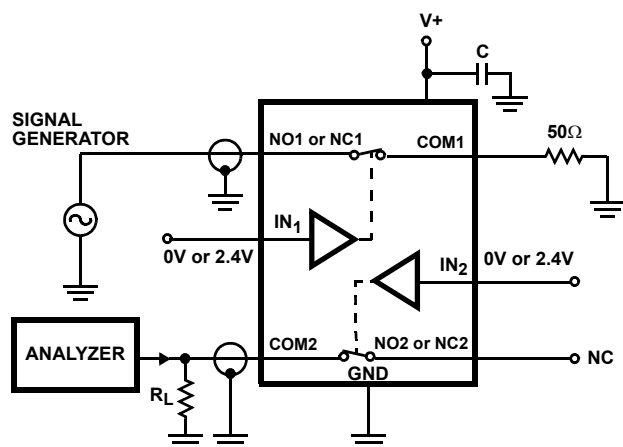 V+
C
SIGNAL
GENERATOR
NO1 or NC1
COM1
50Ω
IN1
0V or 2.4V
IN2
0V or 2.4V
ANALYZER
COM2
NO2 or NC2
NC
GND
RL